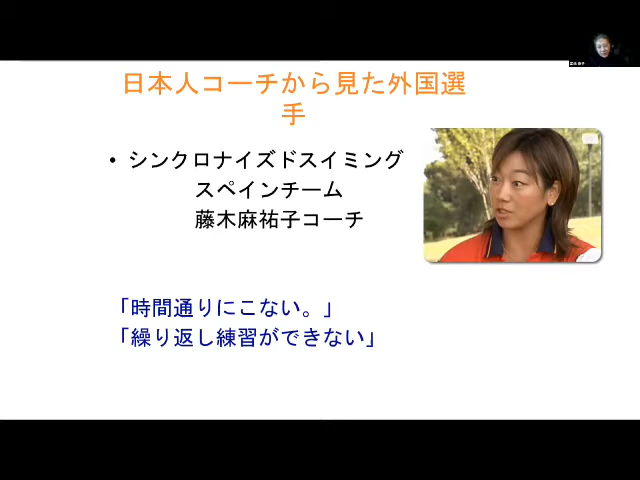 日本人コーチから見た外国選
手
• シンクロナイズドスイミング
スペインチーム
藤木麻祐子コーチ
「時間通りにこない。」
「繰り返し練習ができない」